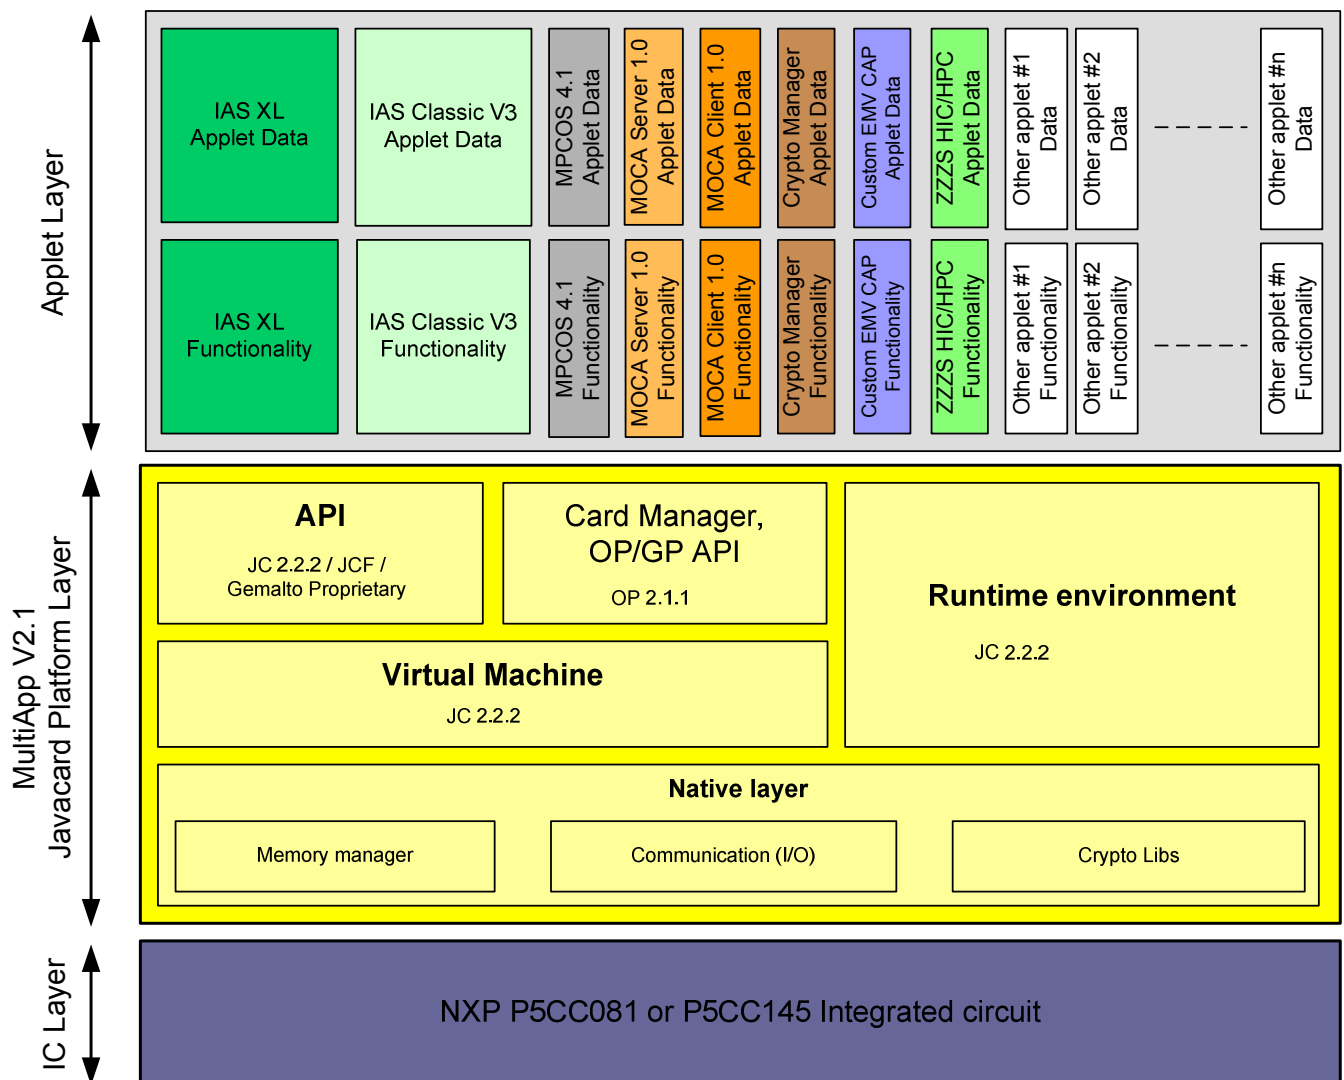 Applet Layer
IAS XL
Applet Data
IAS Classic V3
Applet Data
MPCOS 4.1
Applet Data
MOCA Server 1.0
Applet Data
MOCA Client 1.0
Applet Data
Crypto Manager
Applet Data
Custom EMV CAP
Applet Data
ZZZS HIC/HPC
Applet Data
Other applet #1
Data
Other applet #2
Data
Other applet #n
Data
IAS XL
Functionality
IAS Classic V3
Functionality
MPCOS 4.1
Functionality
MOCA Server 1.0
Functionality
MOCA Client 1.0
Functionality
Crypto Manager
Functionality
Custom EMV CAP
Functionality
ZZZS HIC/HPC
Functionality
Other applet #1
Functionality
Other applet #2
Functionality
Other applet #n
Functionality
MultiApp V2.1
Javacard Platform Layer
API
JC 2.2.2 / JCF /
Gemalto Proprietary
Card Manager,
OP/GP API
OP 2.1.1
Runtime environment
JC 2.2.2
Virtual Machine
JC 2.2.2
Native layer
Memory manager
Communication (I/O)
Crypto Libs
IC Layer
NXP P5CC081 or P5CC145 Integrated circuit